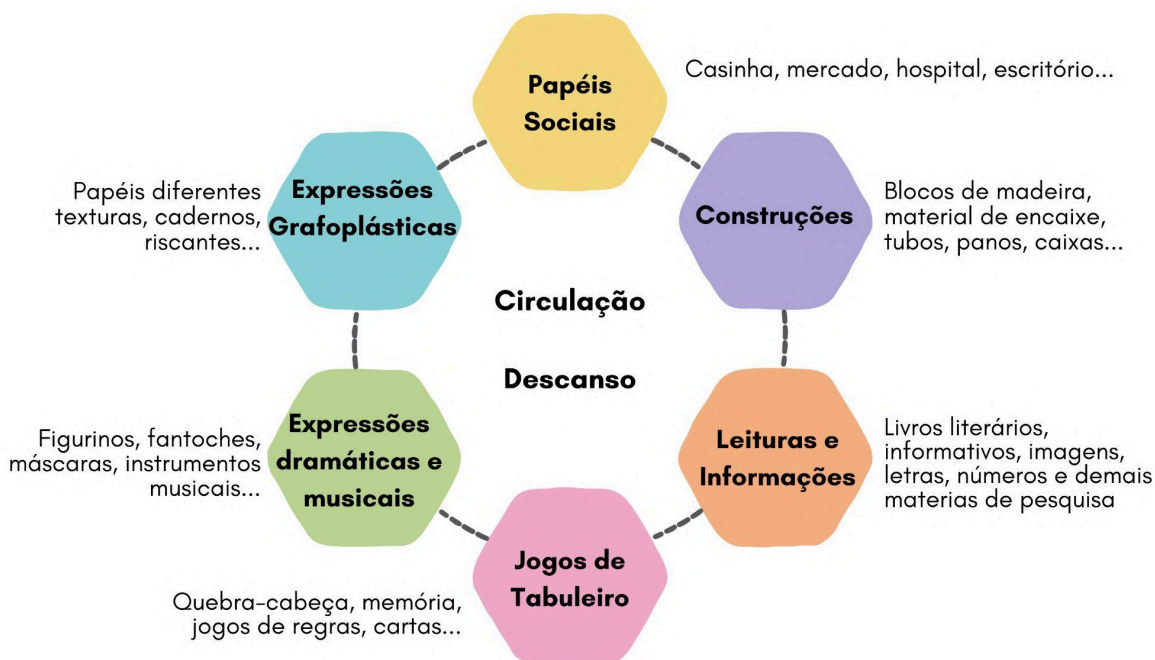 Papéis
Sociais
Casinha, mercado, hospital, escritório...
Construções
Blocos de madeira,
material de encaixe,
tubos, panos, caixas...
Leituras e
Informações
Livros literários,
informativos, imagens,
letras, números e demais
materias de pesquisa
Jogos de
Tabuleiro
Quebra-cabeça, memória,
jogos de regras, cartas...
Expressões
dramáticas e
musicais
Figurinos, fantoches,
máscaras, instrumentos
musicais...
Expressões
Grafoplásticas
Papéis diferentes
texturas, cadernos,
riscantes...
Circulação
Descanso